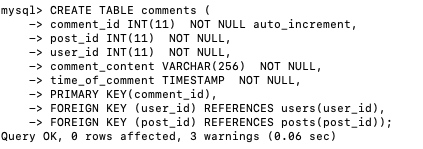 mysql> CREATE TABLE comments (
    -> comment_id INT(11)  NOT NULL auto_increment,
    -> post_id INT(11)  NOT NULL,
    -> user_id INT(11)  NOT NULL,
    -> comment_content VARCHAR(256)  NOT NULL,
    -> time_of_comment TIMESTAMP  NOT NULL,
    -> PRIMARY KEY(comment_id),
    -> FOREIGN KEY (user_id) REFERENCES users(user_id),
    -> FOREIGN KEY (post_id) REFERENCES posts(post_id));
Query OK, 0 rows affected, 3 warnings (0.06 sec)